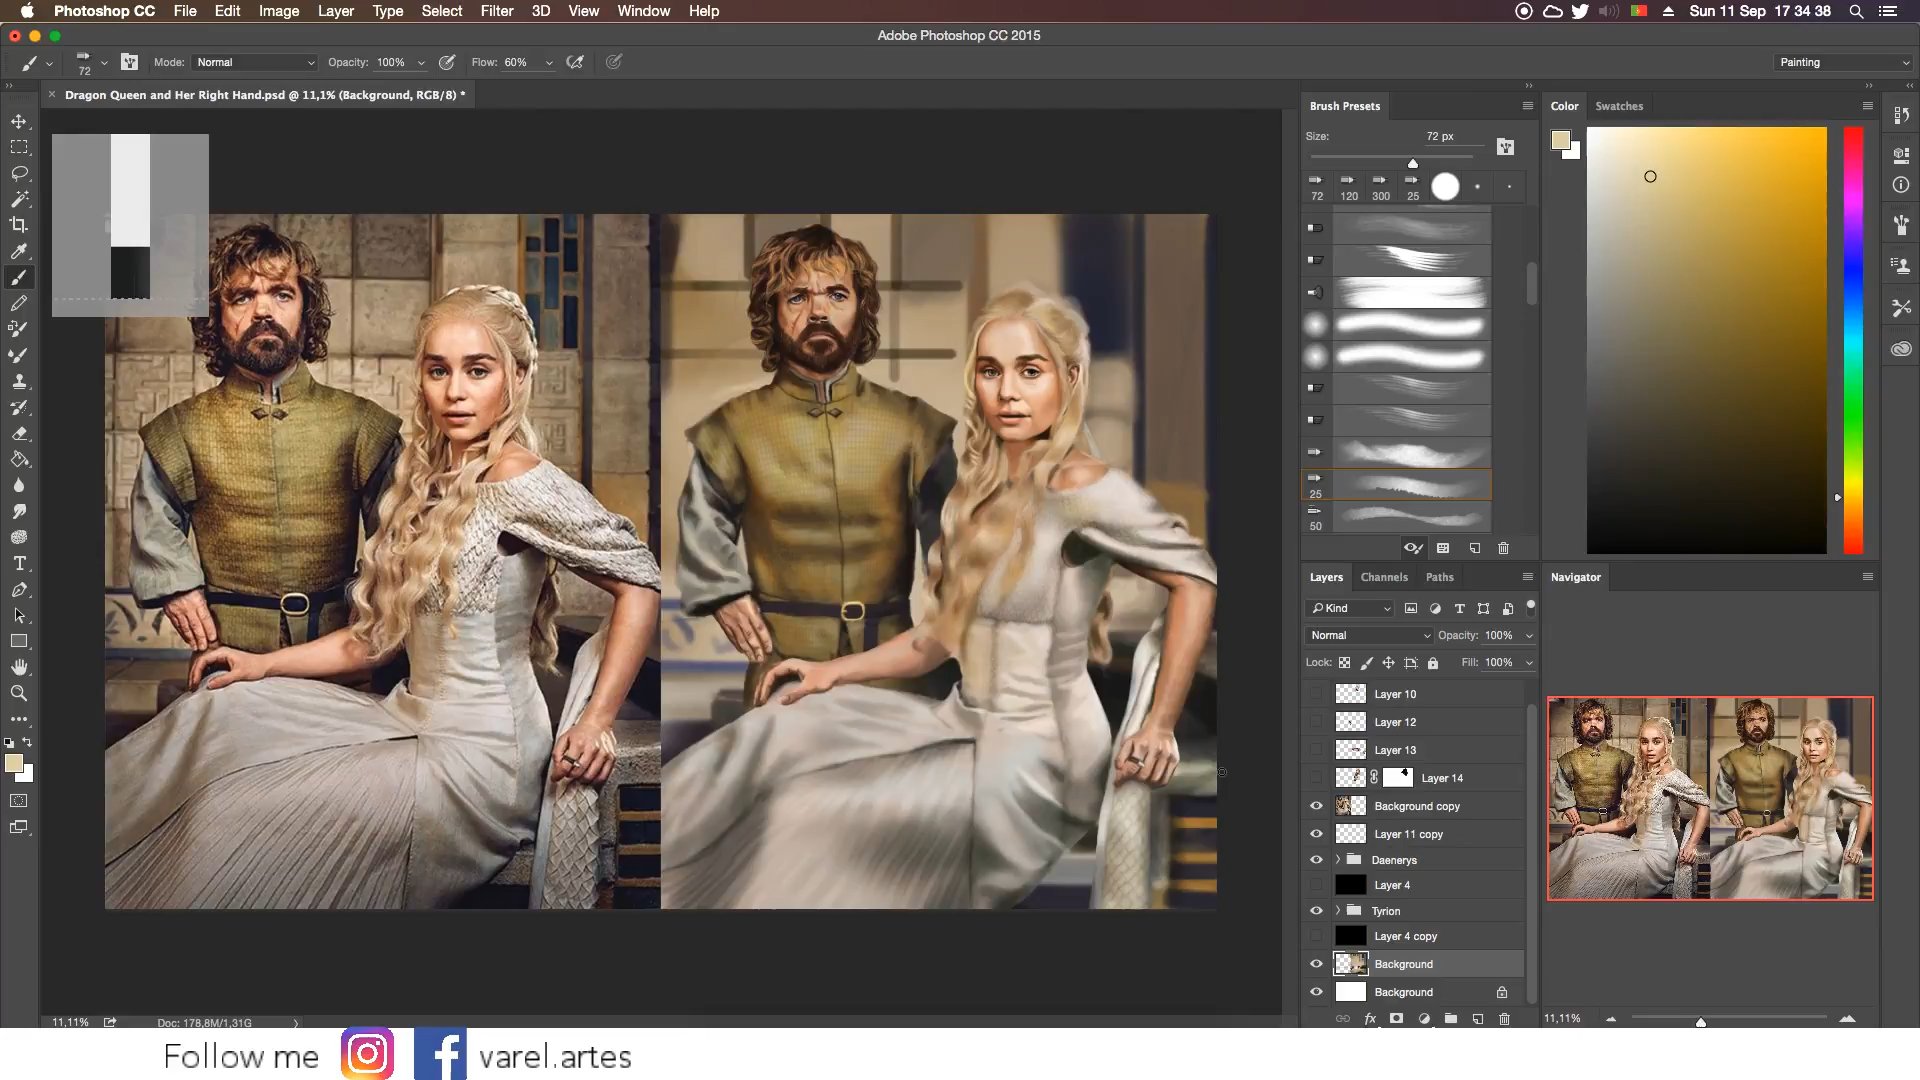 Photoshop CC File Edit Image Layer Type Select Filter 3D View Window Help Sun 11 Sep 17 34 38
Adobe Photoshop CC 2015
72 Mode: Normal Opacity: 100% Flow: 60% Painting
× Dragon Queen and Her Right Hand.psd @ 11,1% (Background, RGB/8) *
Brush Presets
Size: 72 px
72 120 300 25
25
50
Color Swatches
Layers Channels Paths
Kind
Normal Opacity: 100%
Lock: Fill: 100%
Layer 10
Layer 12
Layer 13
Layer 14
Background copy
Layer 11 copy
Daenerys
Layer 4
Tyrion
Layer 4 copy
Background
Background
fx
Navigator
11,11%
11,11% Doc: 178,8M/1,31G
Follow me varel.artes